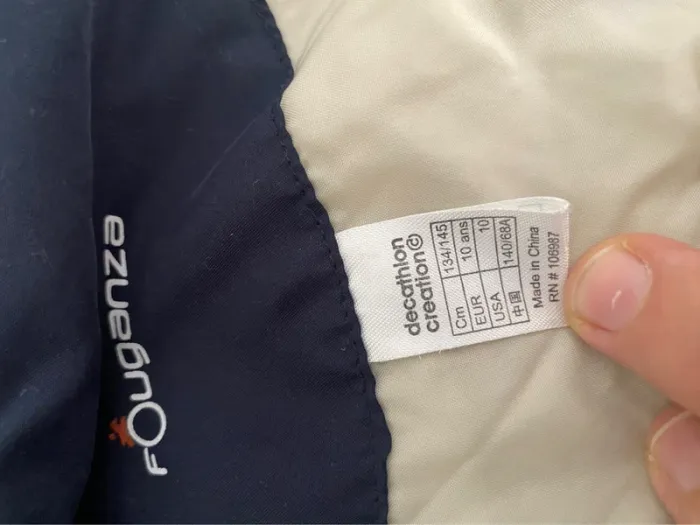 fouganza
decathlon
creation©
Cm 134/145
EUR 10 ans
USA 10
中国 140/68A
Made in China
RN # 106987